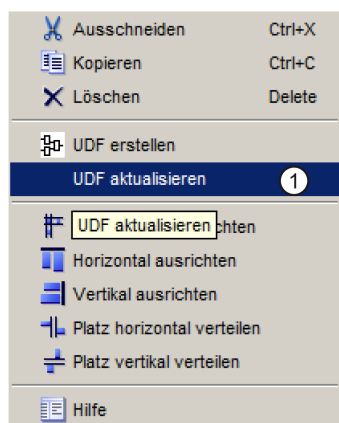 Ausschneiden Ctrl+X
Kopieren Ctrl+C
Löschen Delete
UDF erstellen
UDF aktualisieren 1
UDF aktualisieren
Horizontal ausrichten
Vertikal ausrichten
Platz horizontal verteilen
Platz vertikal verteilen
Hilfe